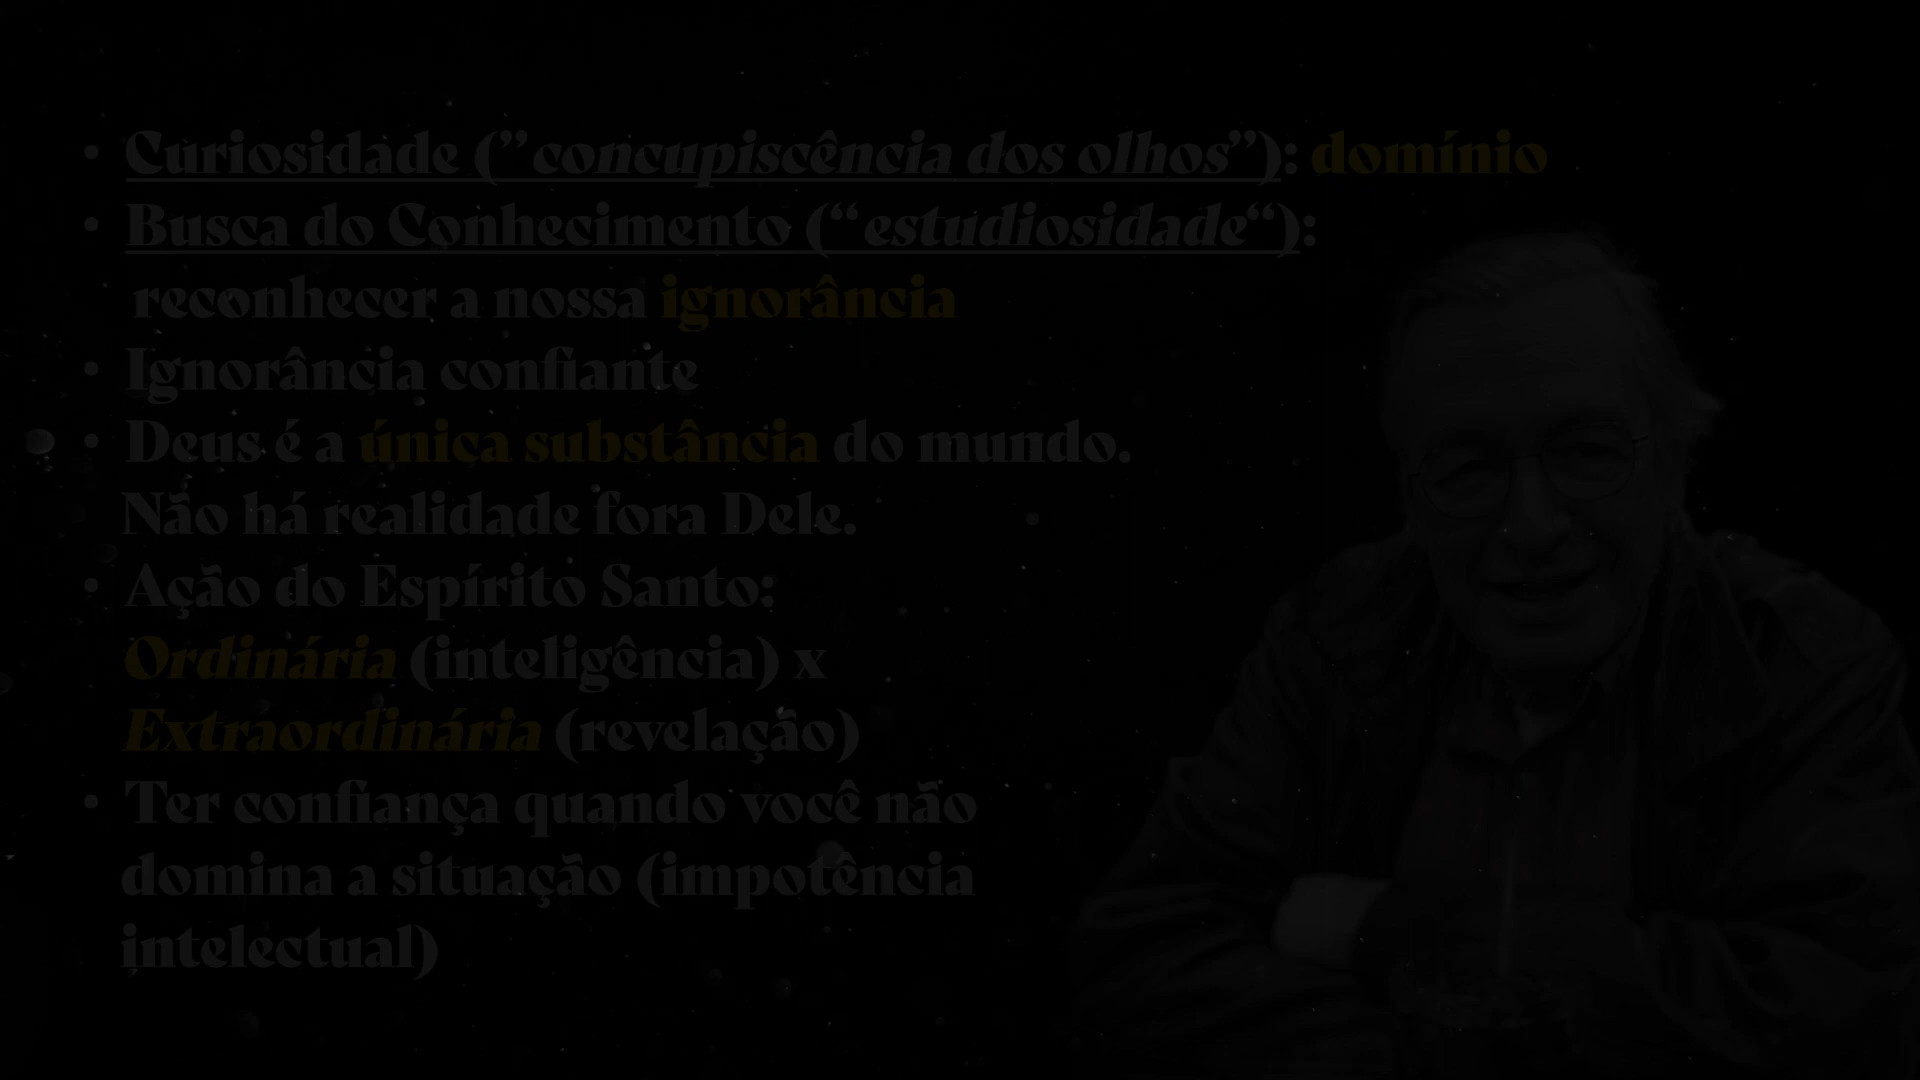 • Curiosidade (”concupiscência dos olhos”): domínio
• Busca do Conhecimento (“estudiosidade“):
reconhecer a nossa ignorância
• Ignorância confiante
• Deus é a única substância do mundo.
Não há realidade fora Dele.
• Ação do Espírito Santo:
Ordinária (inteligência) x
Extraordinária (revelação)
• Ter confiança quando você não
domina a situação (impotência
intelectual)